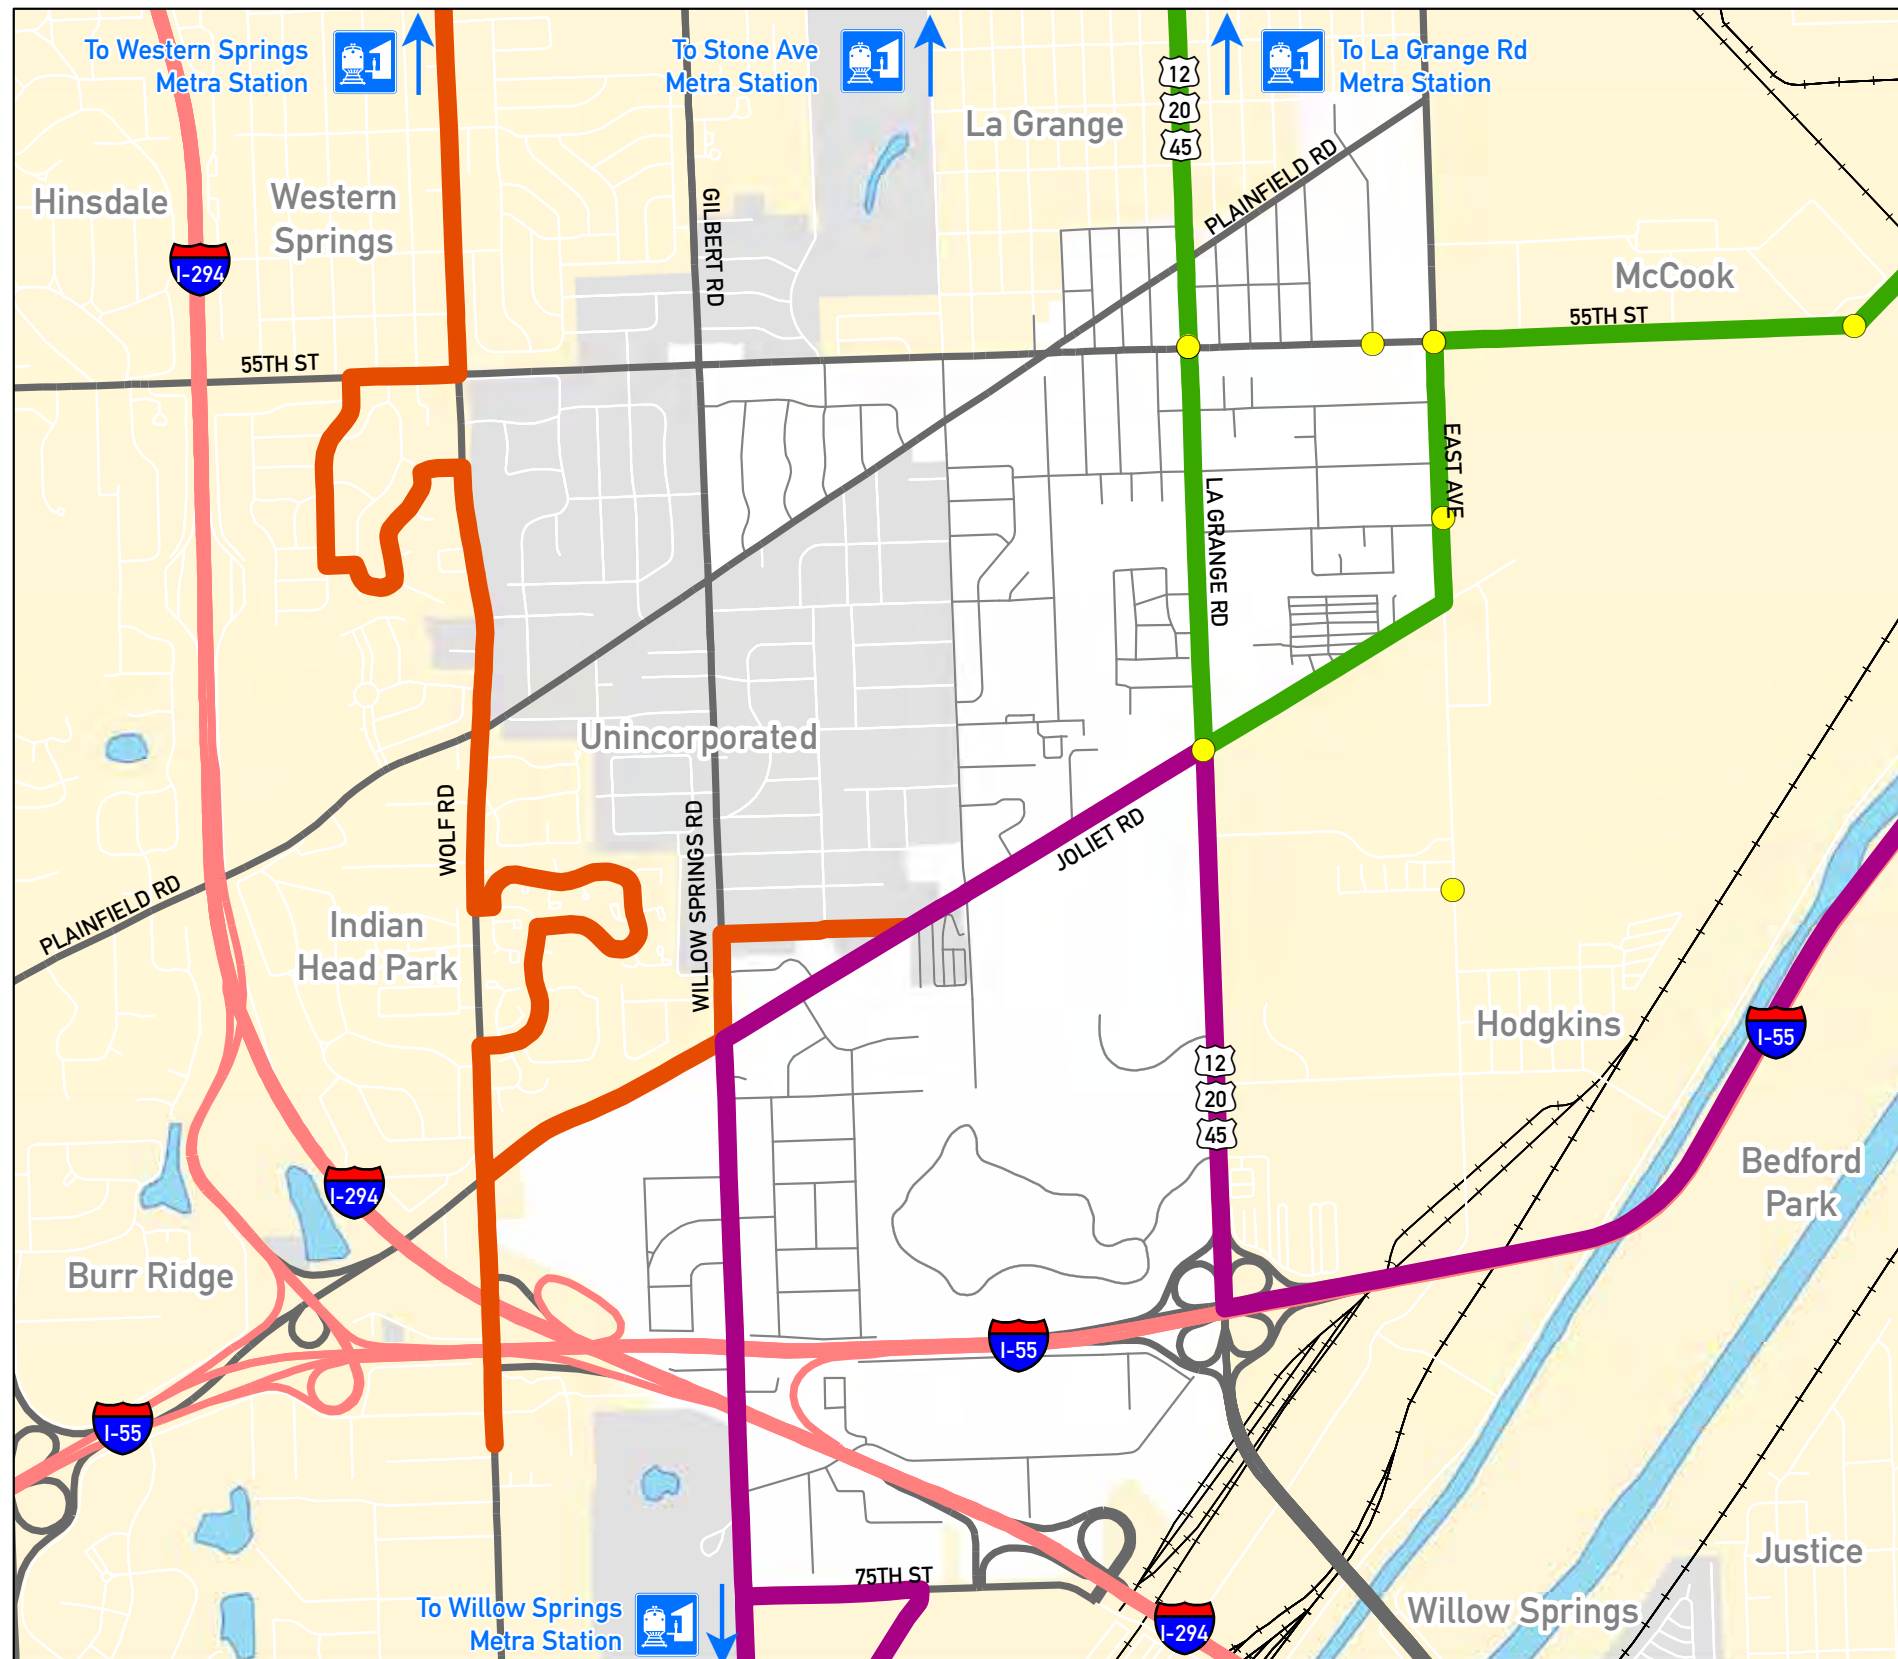 To Western Springs
Metra Station
To Stone Ave
Metra Station
To La Grange Rd
Metra Station
12
20
45
La Grange
PLAINFIELD RD
Hinsdale
Western
Springs
GILBERT RD
I-294
McCook
55TH ST
55TH ST
EAST AVE
LA GRANGE RD
Unincorporated
WOLF RD
WILLOW SPRINGS RD
JOLIET RD
PLAINFIELD RD
Indian
Head Park
Hodgkins
I-55
12
20
45
Bedford
Park
I-294
Burr Ridge
I-55
I-55
75TH ST
Justice
To Willow Springs
Metra Station
Willow Springs
I-294